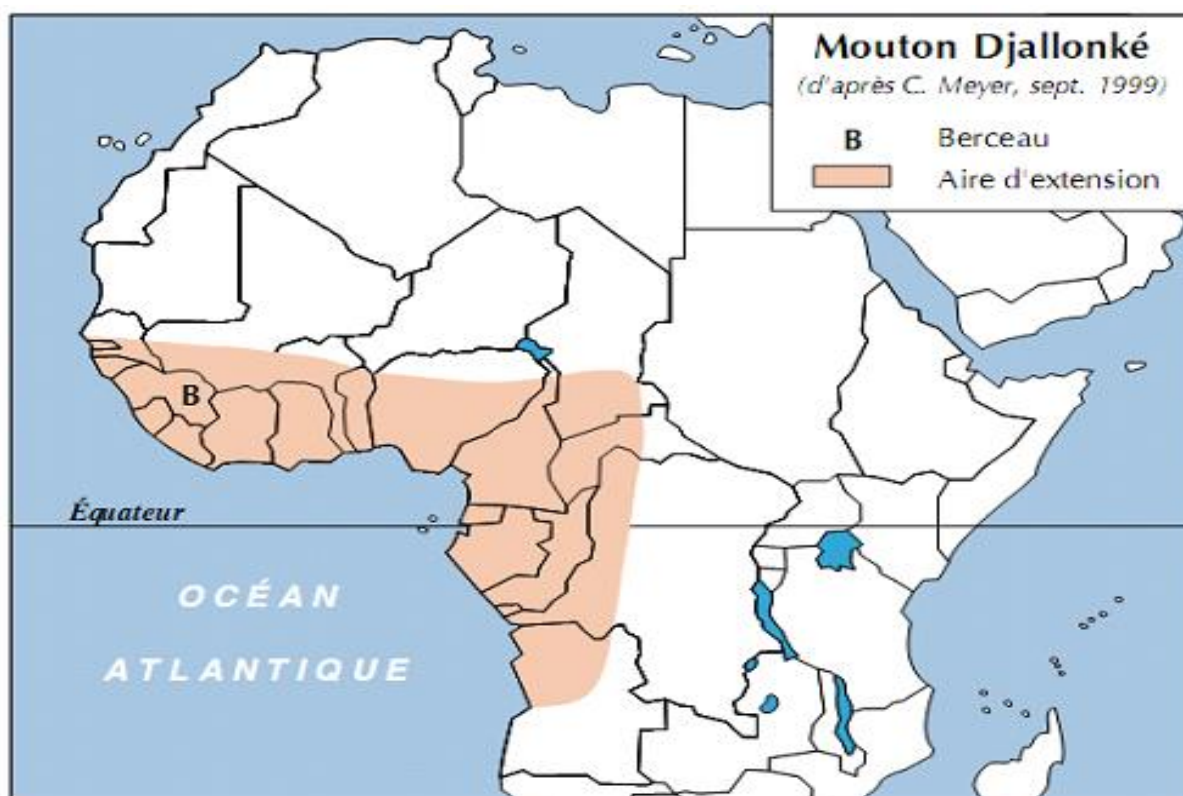 Mouton Djallonké
(d'après C. Meyer, sept. 1999)
B Berceau
Aire d'extension
B
Équateur
OCÉAN
ATLANTIQUE